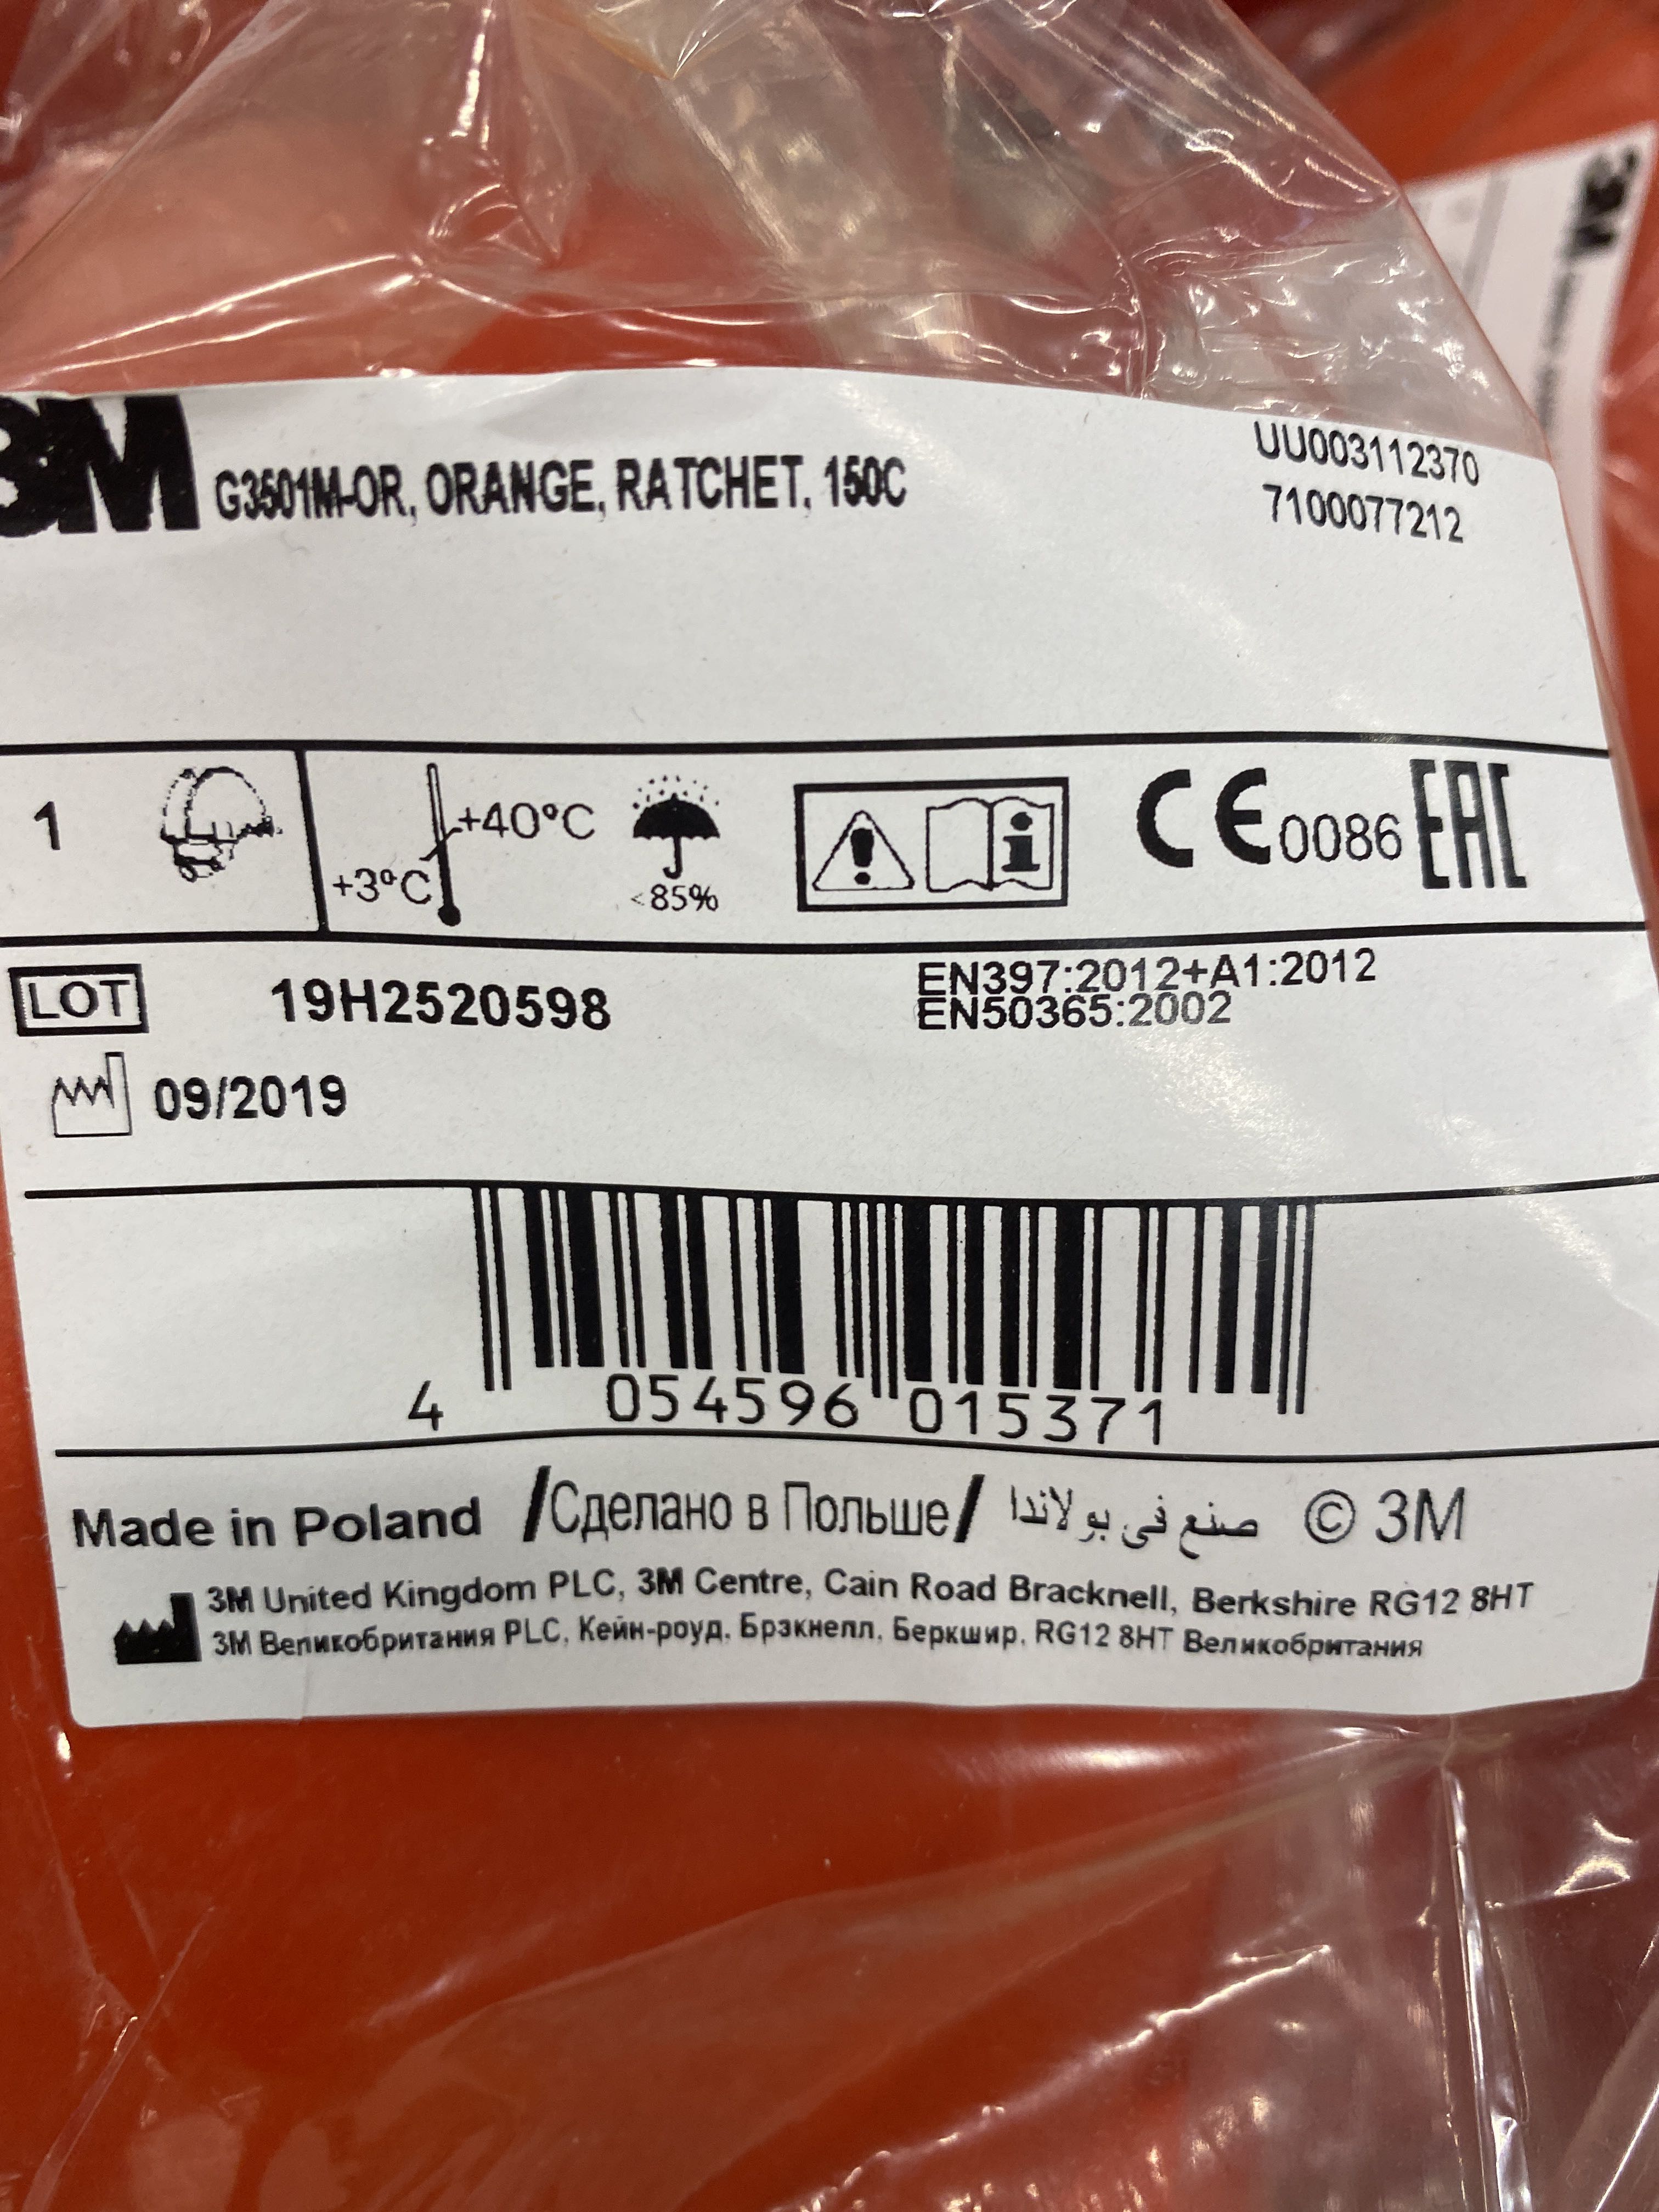 3M
G3501M-OR, ORANGE, RATCHET, 150C
UU003112370
7100077212
1
+3°C
+40°C
<85%
CE 0086 EAC
LOT 19H2520598
EN397:2012+A1:2012
EN50365:2002
09/2019
4 054596 015371
Made in Poland /Сделано в Польше/ صنع في بولاندا © 3M
3M United Kingdom PLC, 3M Centre, Cain Road Bracknell, Berkshire RG12 8HT
3М Великобритания PLC, Кейн-роуд, Брэкнелл, Беркшир, RG12 8HT Великобритания
3M